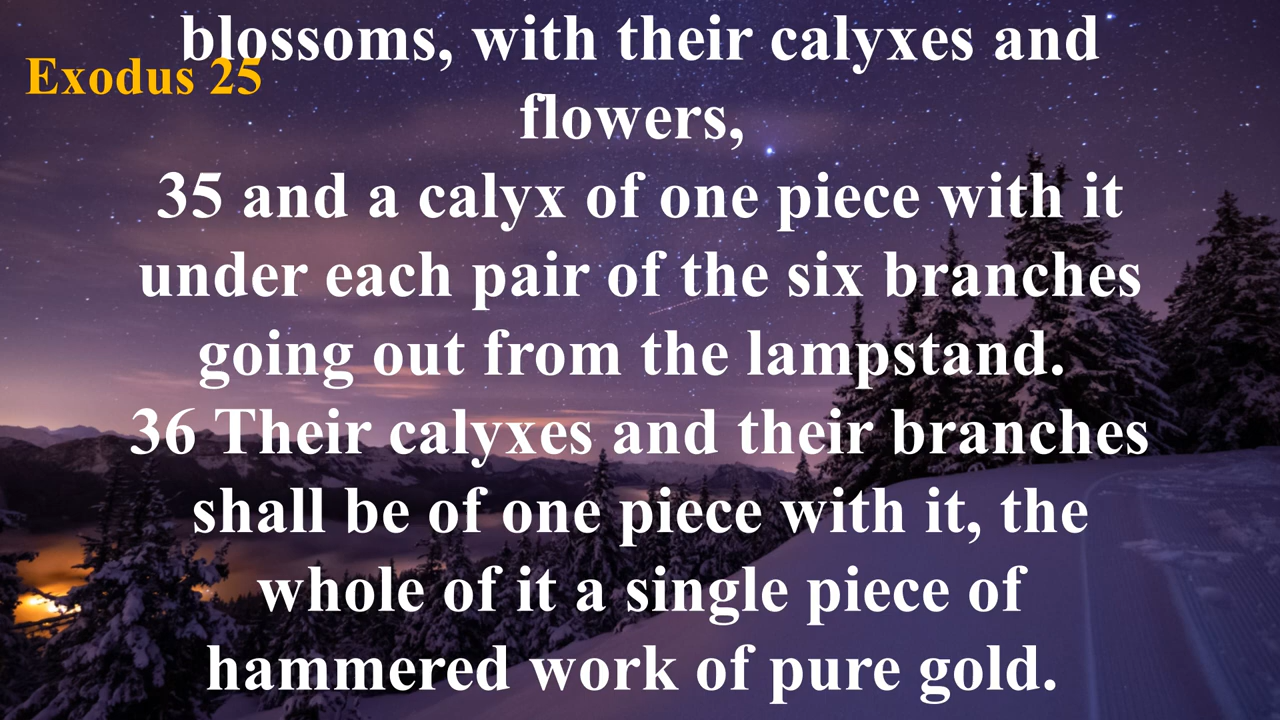 Exodus 25
blossoms, with their calyxes and
flowers,
35 and a calyx of one piece with it
under each pair of the six branches
going out from the lampstand.
36 Their calyxes and their branches
shall be of one piece with it, the
whole of it a single piece of
hammered work of pure gold.